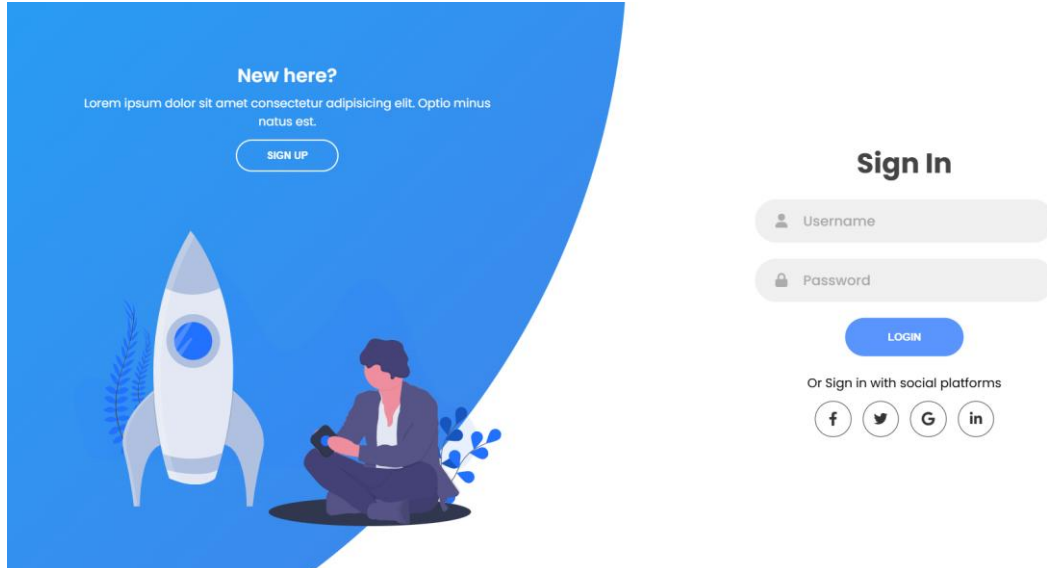 New here?
Lorem ipsum dolor sit amet consectetur adipisicing elit. Optio minus
natus est.
SIGN UP
Sign In
Username
Password
LOGIN
Or Sign in with social platforms
f
G
in